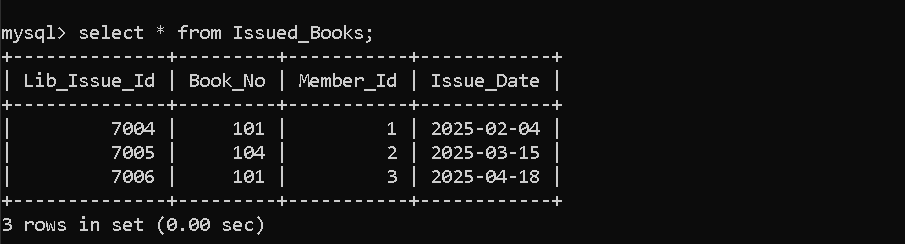 mysql> select * from Issued_Books;
+--------------+---------+-----------+------------+
| Lib_Issue_Id | Book_No | Member_Id | Issue_Date |
+--------------+---------+-----------+------------+
|         7004 |     101 |         1 | 2025-02-04 |
|         7005 |     104 |         2 | 2025-03-15 |
|         7006 |     101 |         3 | 2025-04-18 |
+--------------+---------+-----------+------------+
3 rows in set (0.00 sec)